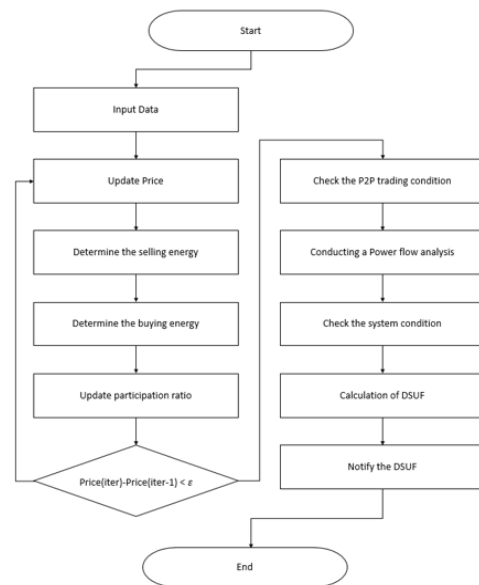 Start
Input Data
Update Price
Determine the selling energy
Determine the buying energy
Update participation ratio
Price(iter)-Price(iter-1) < ε
Check the P2P trading condition
Conducting a Power flow analysis
Check the system condition
Calculation of DSUF
Notify the DSUF
End